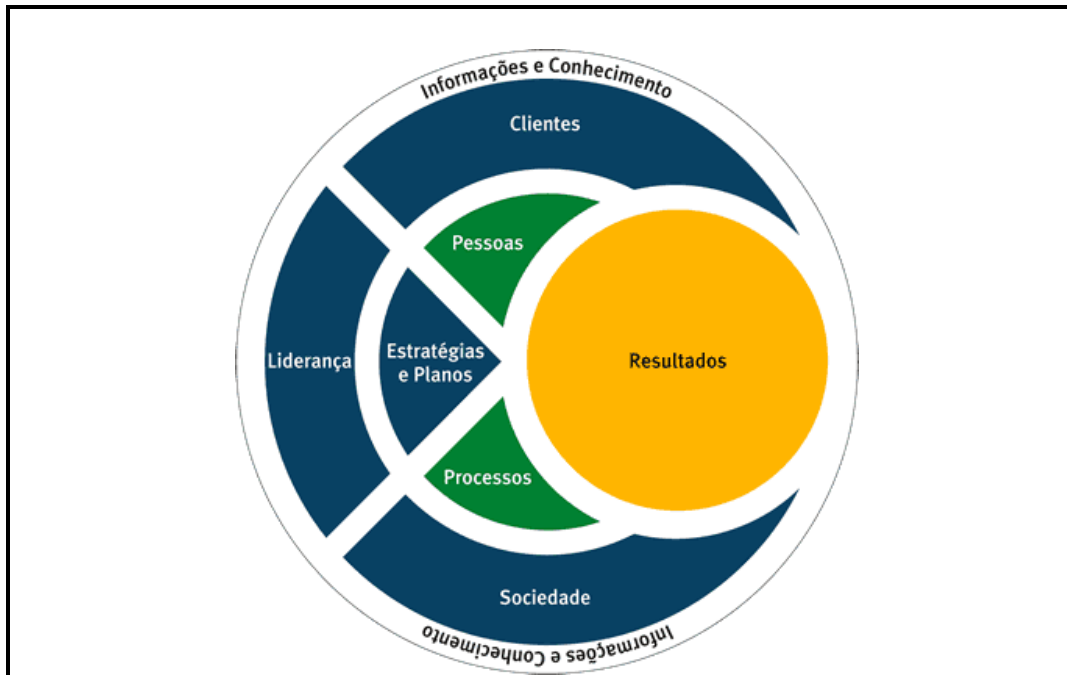 Informações e Conhecimento
Clientes
Pessoas
Liderança
Estratégias
e Planos
Resultados
Processos
Sociedade
Informações e Conhecimento